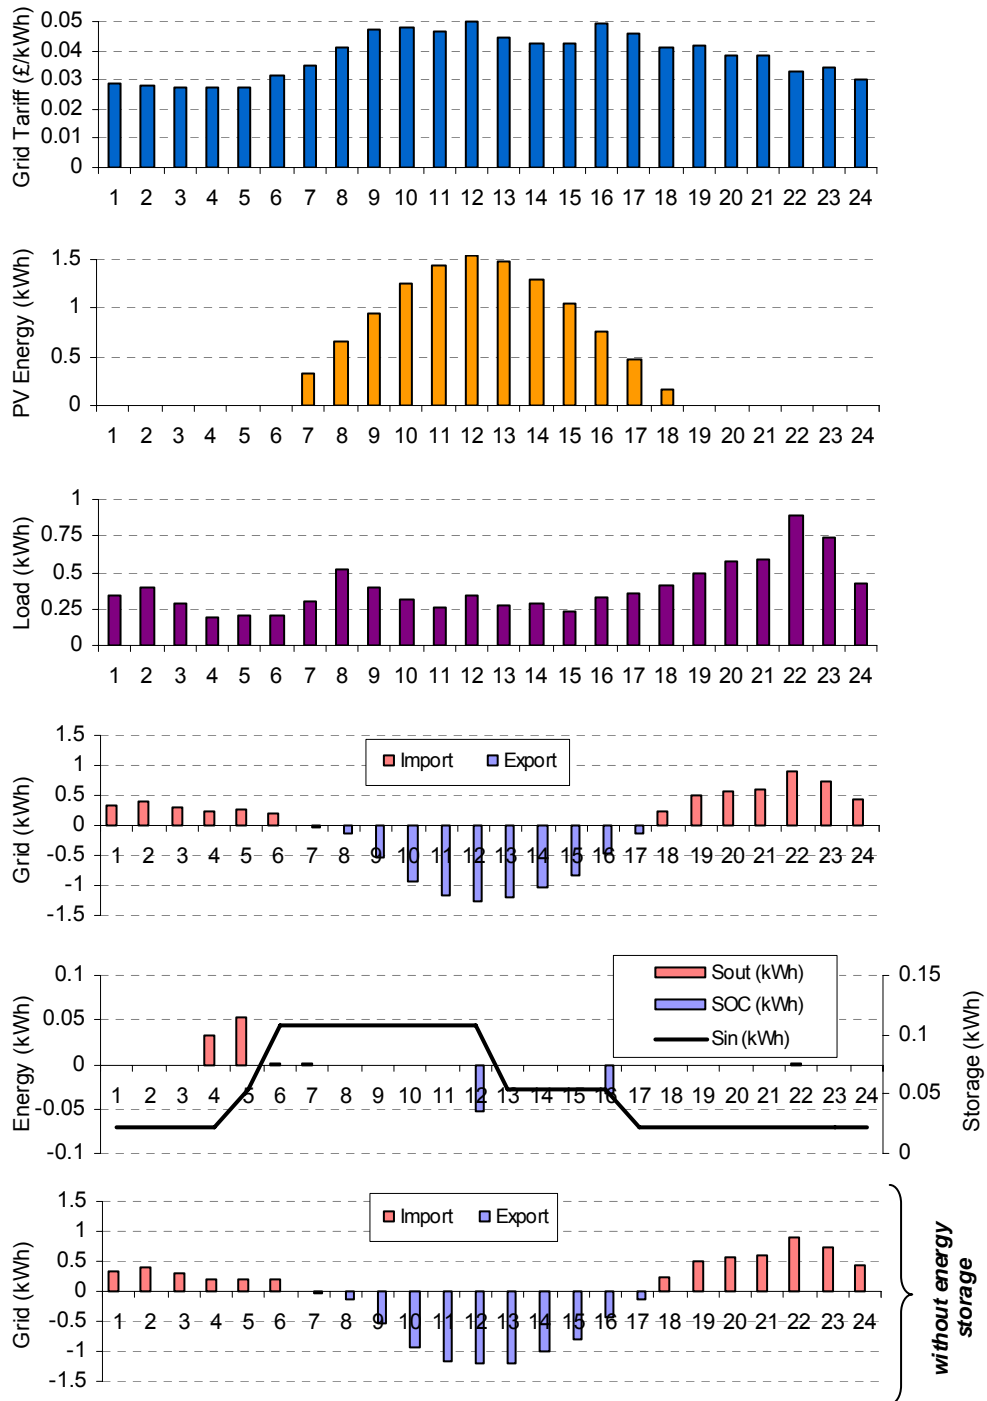 Grid Tariff (£/kWh)
0.05
0.04
0.03
0.02
0.01
0
1 2 3 4 5 6 7 8 9 10 11 12 13 14 15 16 17 18 19 20 21 22 23 24
PV Energy (kWh)
1.5
1
0.5
0
1 2 3 4 5 6 7 8 9 10 11 12 13 14 15 16 17 18 19 20 21 22 23 24
Load (kWh)
1
0.75
0.5
0.25
0
1 2 3 4 5 6 7 8 9 10 11 12 13 14 15 16 17 18 19 20 21 22 23 24
Grid (kWh)
1.5
1
0.5
0
-0.5
-1
-1.5
Import Export
1 2 3 4 5 6 7 8 9 10 11 12 13 14 15 16 17 18 19 20 21 22 23 24
Energy (kWh)
0.1
0.05
0
-0.05
-0.1
Sout (kWh)
SOC (kWh)
Sin (kWh)
1 2 3 4 5 6 7 8 9 10 11 12 13 14 15 16 17 18 19 20 21 22 23 24
0.15
0.1
0.05
0
Storage (kWh)
Grid (kWh)
1.5
1
0.5
0
-0.5
-1
-1.5
Import Export
1 2 3 4 5 6 7 8 9 10 11 12 13 14 15 16 17 18 19 20 21 22 23 24
without energy
storage